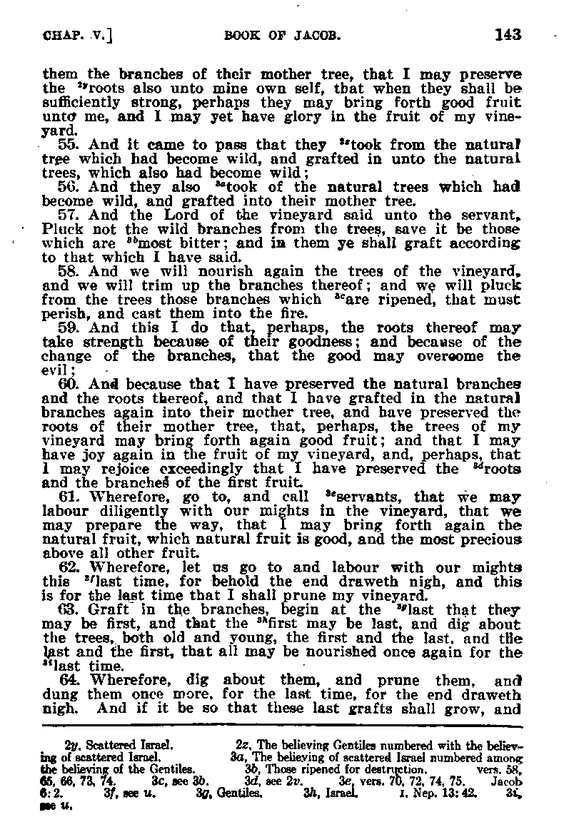 CHAP. V.] BOOK OF JACOB. 143
them the branches of their mother tree, that I may preserve
the 2yroots also unto mine own self, that when they shall be
sufficiently strong, perhaps they may bring forth good fruit
unto me, and I may yet have glory in the fruit of my vine-
yard.
55. And it came to pass that they 2ztook from the natural
tree which had become wild, and grafted in unto the natural
trees, which also had become wild;
56. And they also 3atook of the natural trees which had
become wild, and grafted into their mother tree.
57. And the Lord of the vineyard said unto the servant,
Pluck not the wild branches from the trees, save it be those
which are 3bmost bitter; and in them ye shall graft according
to that which I have said.
58. And we will nourish again the trees of the vineyard,
and we will trim up the branches thereof; and we will pluck
from the trees those branches which 3care ripened, that must
perish, and cast them into the fire.
59. And this I do that, perhaps, the roots thereof may
take strength because of their goodness; and because of the
change of the branches, that the good may overcome the
evil;
60. And because that I have preserved the natural branches
and the roots thereof, and that I have grafted in the natural
branches again into their mother tree, and have preserved the
roots of their mother tree, that, perhaps, the trees of my
vineyard may bring forth again good fruit; and that I may
have joy again in the fruit of my vineyard, and, perhaps, that
I may rejoice exceedingly that I have preserved the 3droots
and the branches of the first fruit.
61. Wherefore, go to, and call 3eservants, that we may
labour diligently with our mights in the vineyard, that we
may prepare the way, that I may bring forth again the
natural fruit, which natural fruit is good, and the most precious
above all other fruit.
62. Wherefore, let us go to and labour with our mights
this 3flast time, for behold the end draweth nigh, and this
is for the last time that I shall prune my vineyard.
63. Graft in the branches, begin at the 3glast that they
may be first, and that the 3hfirst may be last, and dig about
the trees, both old and young, the first and the last, and the
last and the first, that all may be nourished once again for the
3ilast time.
64. Wherefore, dig about them, and prune them, and
dung them once more, for the last time, for the end draweth
nigh. And if it be so that these last grafts shall grow, and
2y, Scattered Israel. 2z, The believing Gentiles numbered with the believ-
ing of scattered Israel. 3a, The believing of scattered Israel numbered among
the believing of the Gentiles. 3b, Those ripened for destruction. vers. 58,
65, 66, 73, 74. 3c, see 3b. 3d, see 2v. 3e, vers. 70, 72, 74, 75. Jacob
6:2. 3f, see u. 3g, Gentiles. 3h, Israel. I. Nep. 13:42. 3i,
see u.